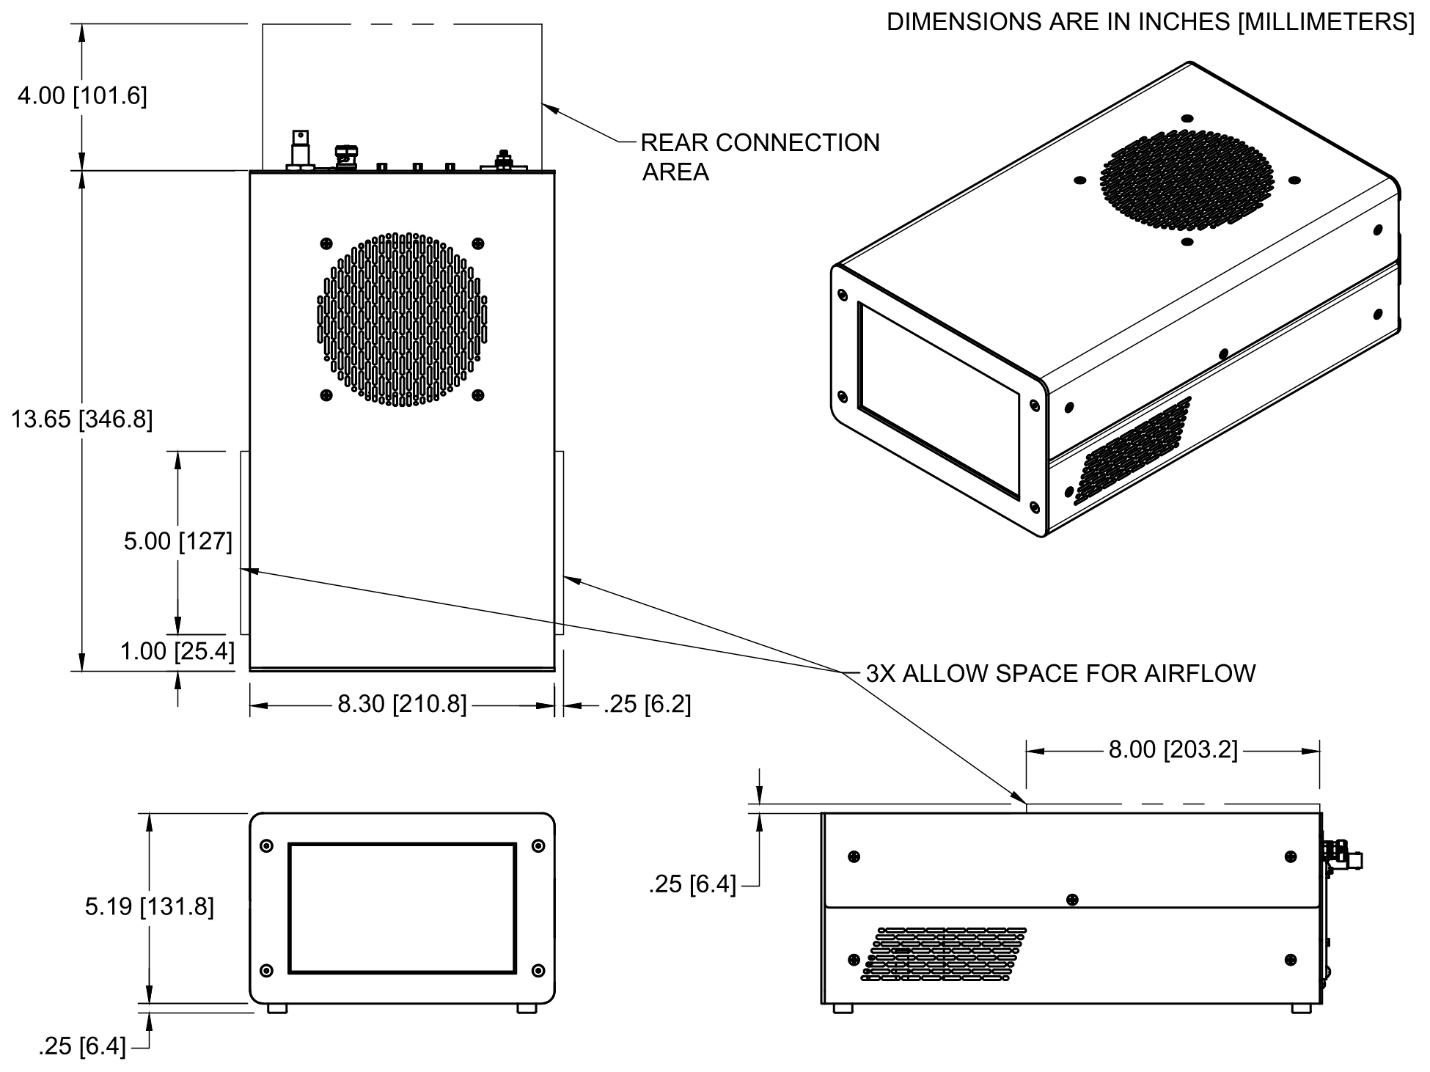 DIMENSIONS ARE IN INCHES [MILLIMETERS]
4.00 [101.6]
REAR CONNECTION
AREA
13.65 [346.8]
5.00 [127]
1.00 [25.4]
3X ALLOW SPACE FOR AIRFLOW
8.30 [210.8]
.25 [6.2]
8.00 [203.2]
.25 [6.4]
5.19 [131.8]
.25 [6.4]